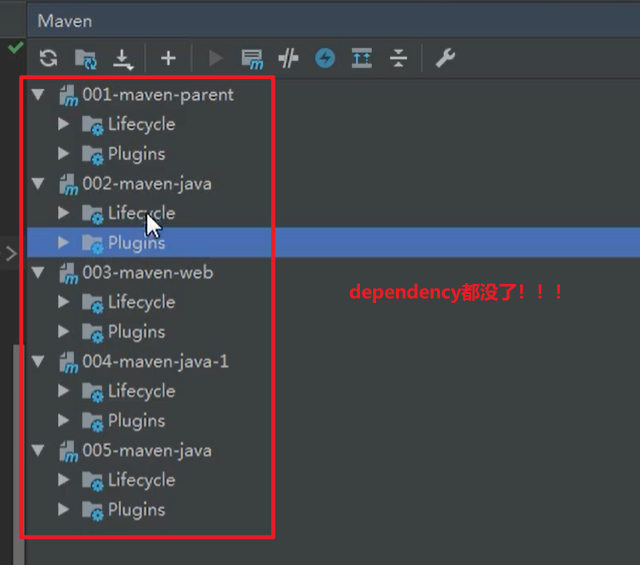 Maven
001-maven-parent
Lifecycle
Plugins
002-maven-java
Lifecycle
Plugins
003-maven-web
Lifecycle
Plugins
dependency都没了！！！
004-maven-java-1
Lifecycle
Plugins
005-maven-java
Lifecycle
Plugins